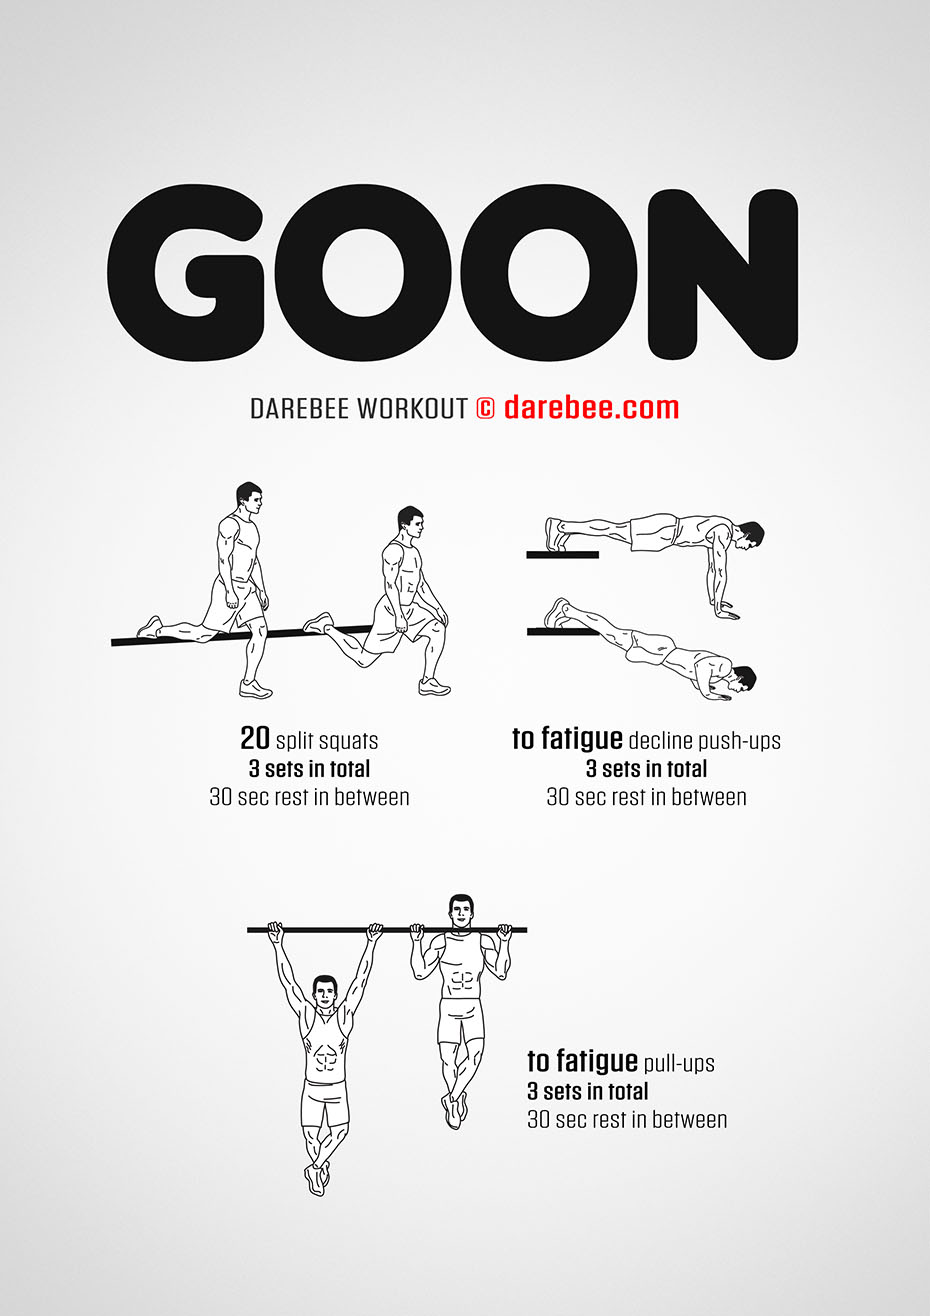 GOON
DAREBEE WORKOUT © darebee.com
20 split squats
3 sets in total
30 sec rest in between
to fatigue decline push-ups
3 sets in total
30 sec rest in between
to fatigue pull-ups
3 sets in total
30 sec rest in between